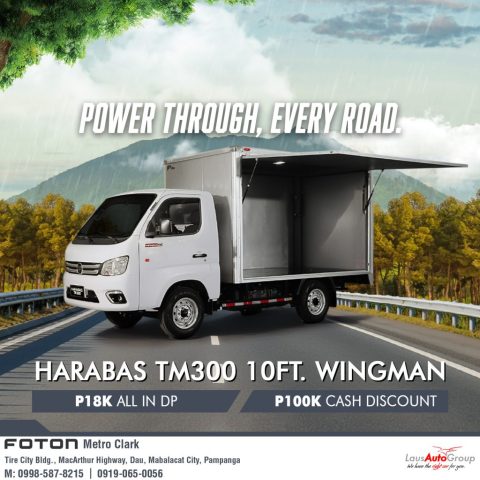 POWER THROUGH, EVERY ROAD.
HARABAS TM300 10FT. WINGMAN
P18K ALL IN DP
P100K CASH DISCOUNT
FOTON Metro Clark
Tire City Bldg., MacArthur Highway, Dau, Mabalacat City, Pampanga
M: 0998-587-8215 | 0919-065-0056
LausAutoGroup
We have the right car for you.